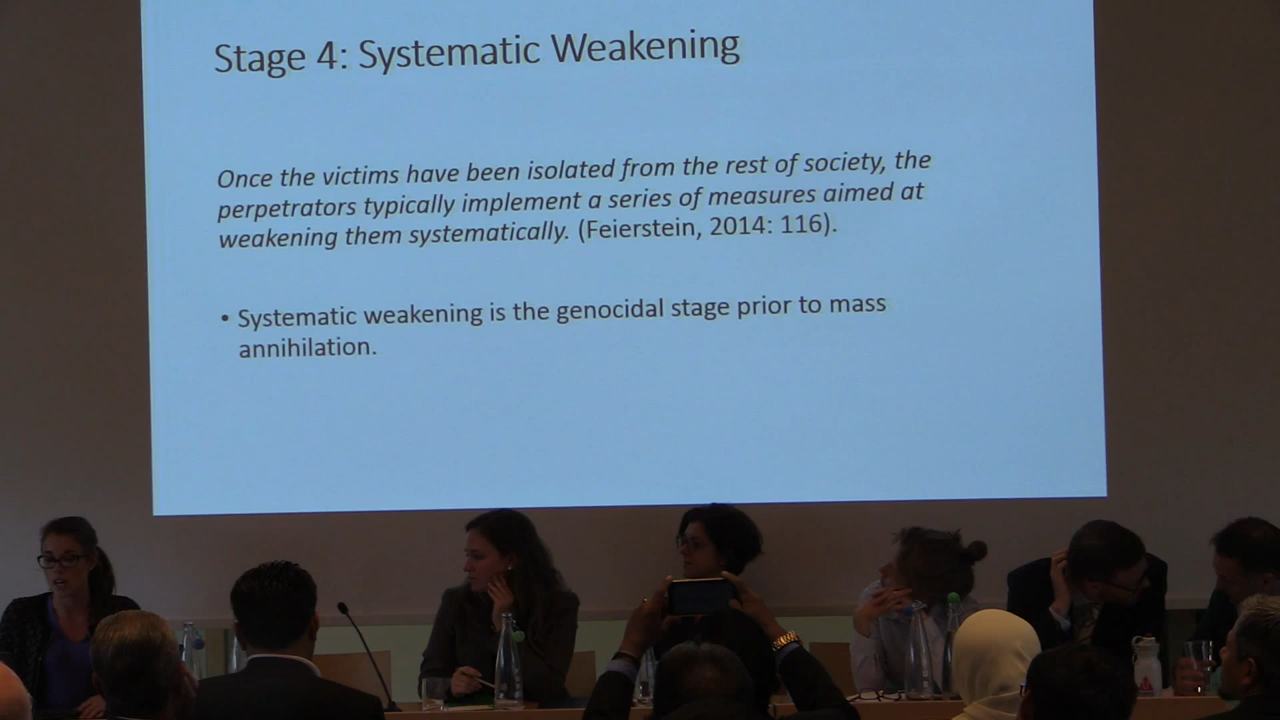 Stage 4: Systematic Weakening
Once the victims have been isolated from the rest of society, the
perpetrators typically implement a series of measures aimed at
weakening them systematically. (Feierstein, 2014: 116).
• Systematic weakening is the genocidal stage prior to mass
annihilation.